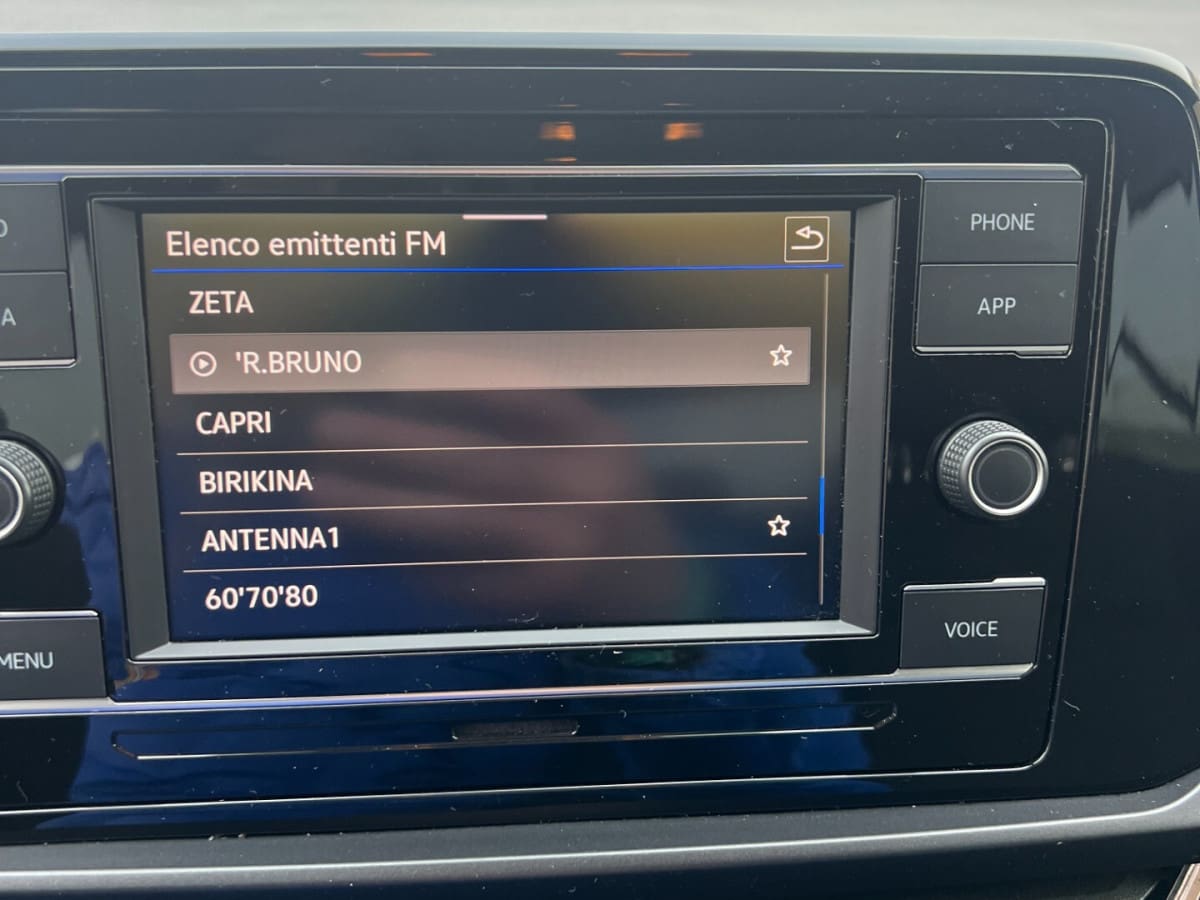 Elenco emittenti FM
ZETA
'R.BRUNO
CAPRI
BIRIKINA
ANTENNA1
60'70'80
PHONE
APP
VOICE
MENU